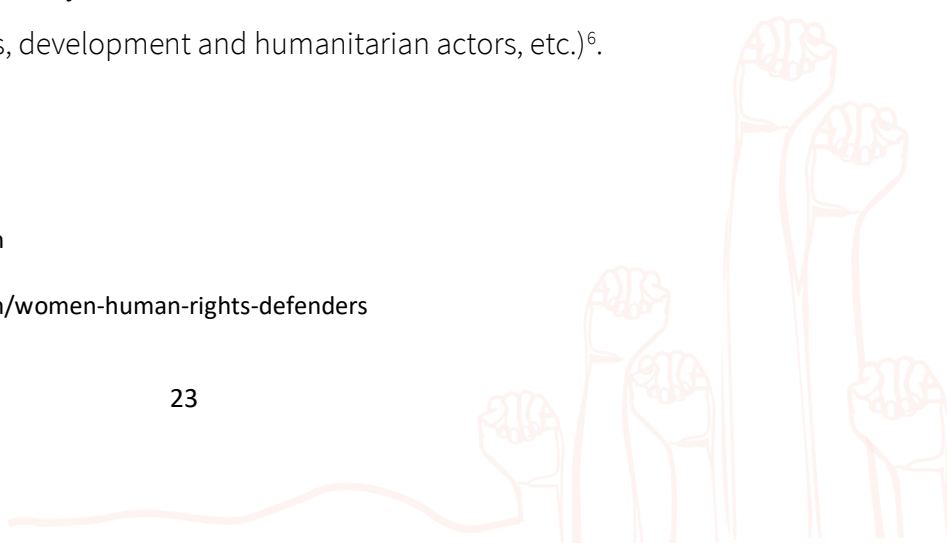 s, development and humanitarian actors, etc.)⁶.
n
n/women-human-rights-defenders
23